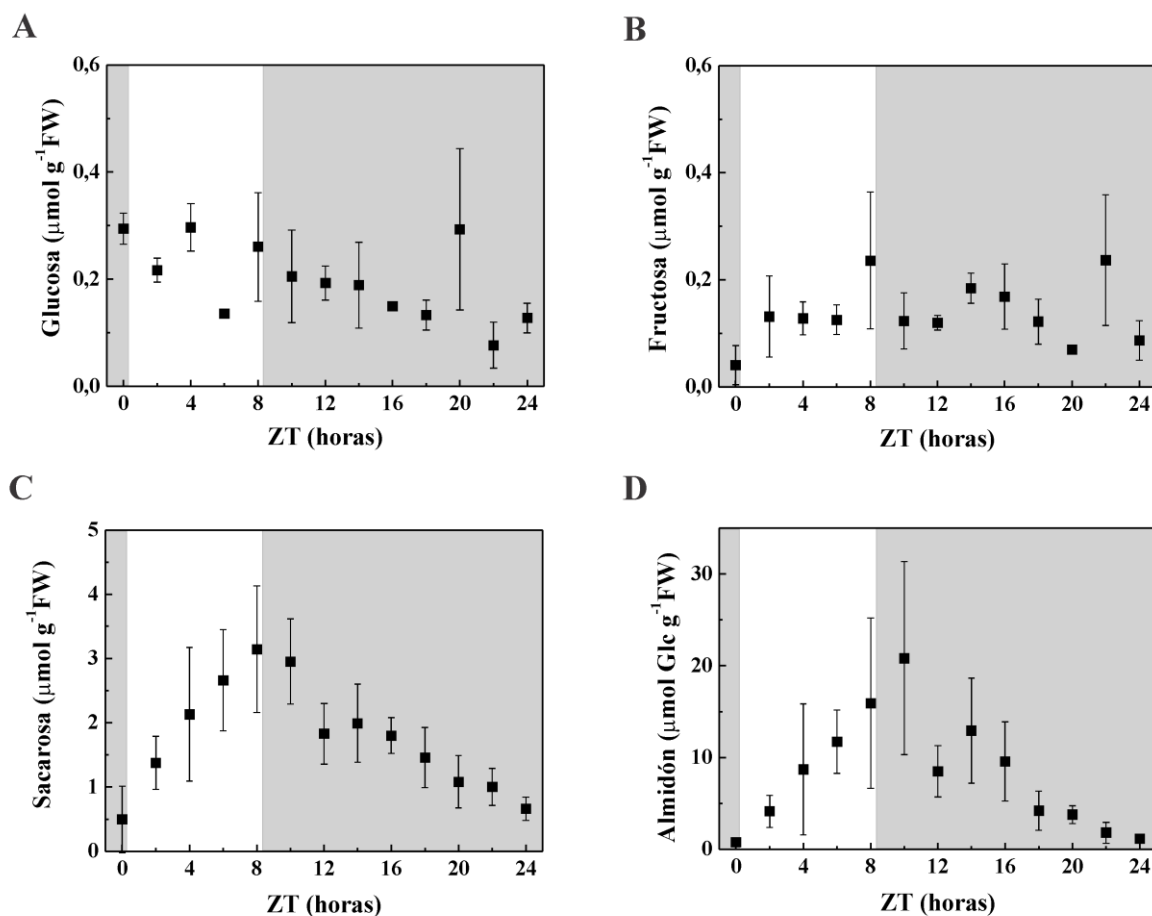 A
Glucosa (μmol g⁻¹FW)
0,6
0,4
0,2
0,0
0 4 8 12 16 20 24
ZT (horas)
B
Fructosa (μmol g⁻¹FW)
0,6
0,4
0,2
0,0
0 4 8 12 16 20 24
ZT (horas)
C
Sacarosa (μmol g⁻¹FW)
5
4
3
2
1
0
0 4 8 12 16 20 24
ZT (horas)
D
Almidón (μmol Glc g⁻¹FW)
30
20
10
0
0 4 8 12 16 20 24
ZT (horas)